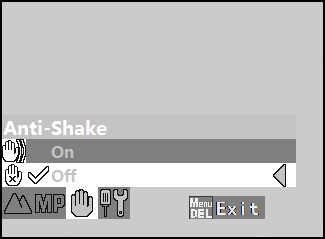 Anti-Shake
On
Off
MP Menu DEL Exit